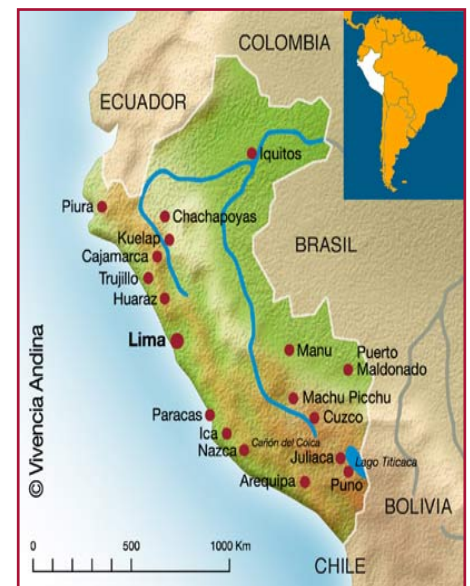 COLOMBIA
ECUADOR
Iquitos
Piura
Chachapoyas
Kuelap
BRASIL
Cajamarca
Trujillo
Huaraz
Lima
Manu
Puerto
Maldonado
Machu Picchu
Paracas
Cuzco
Ica
Cañón del Colca
Nazca
Juliaca
Lago Titicaca
Arequipa
Puno
BOLIVIA
© Vivencia Andina
0 500 1000 Km
CHILE